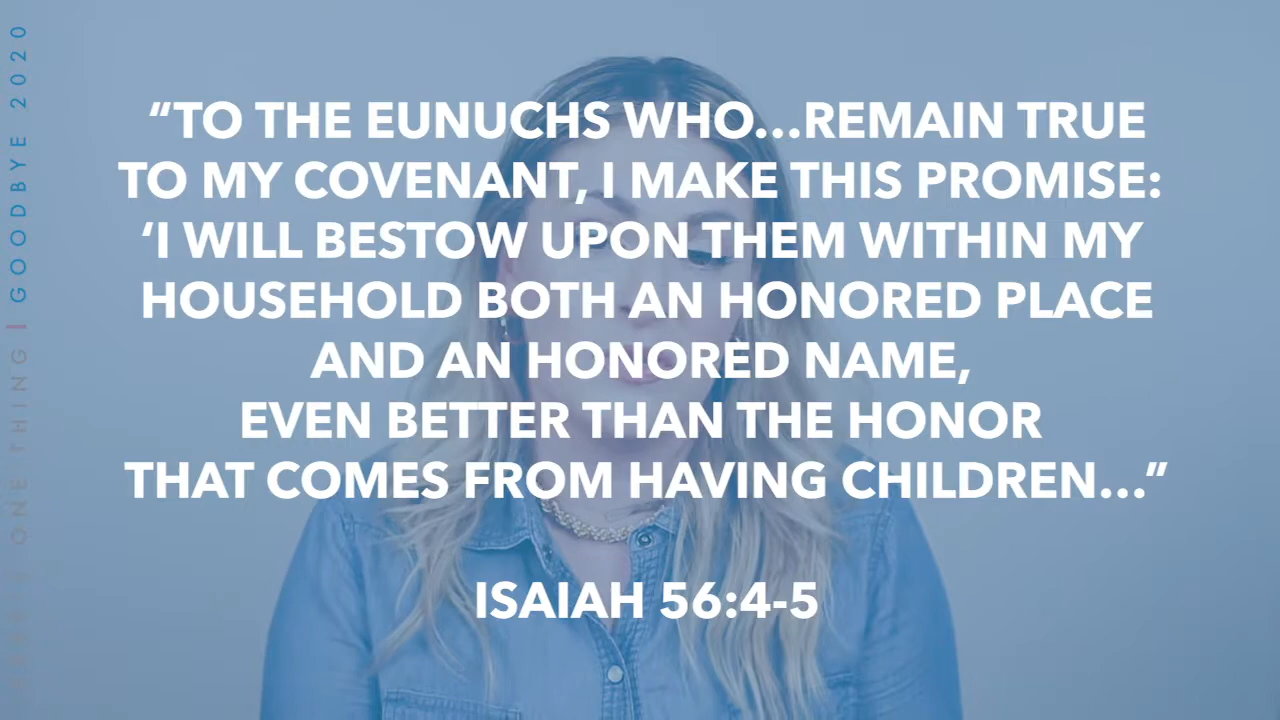 “TO THE EUNUCHS WHO...REMAIN TRUE
TO MY COVENANT, I MAKE THIS PROMISE:
‘I WILL BESTOW UPON THEM WITHIN MY
HOUSEHOLD BOTH AN HONORED PLACE
AND AN HONORED NAME,
EVEN BETTER THAN THE HONOR
THAT COMES FROM HAVING CHILDREN...”
ISAIAH 56:4-5
ONE THING | GOODBYE 2020